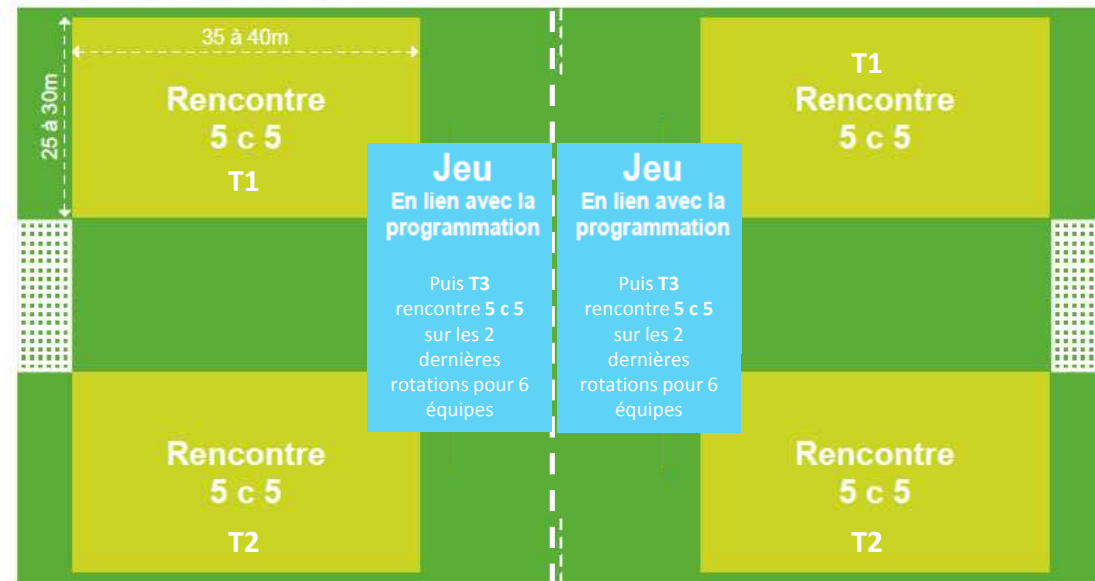 35 à 40m
25 à 30m
Rencontre
5 c 5
T1
T1
Rencontre
5 c 5
Jeu
En lien avec la
programmation
Puis T3
rencontre 5 c 5
sur les 2
dernières
rotations pour 6
équipes
Jeu
En lien avec la
programmation
Puis T3
rencontre 5 c 5
sur les 2
dernières
rotations pour 6
équipes
Rencontre
5 c 5
T2
Rencontre
5 c 5
T2